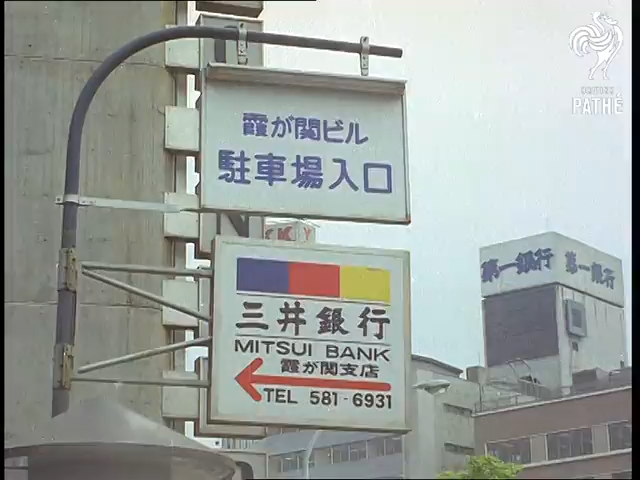 霞が関ビル
駐車場入口
三井銀行
MITSUI BANK
霞が関支店
TEL 581-6931
第一銀行
第一銀行
SKY
BRITISH
PATHÉ